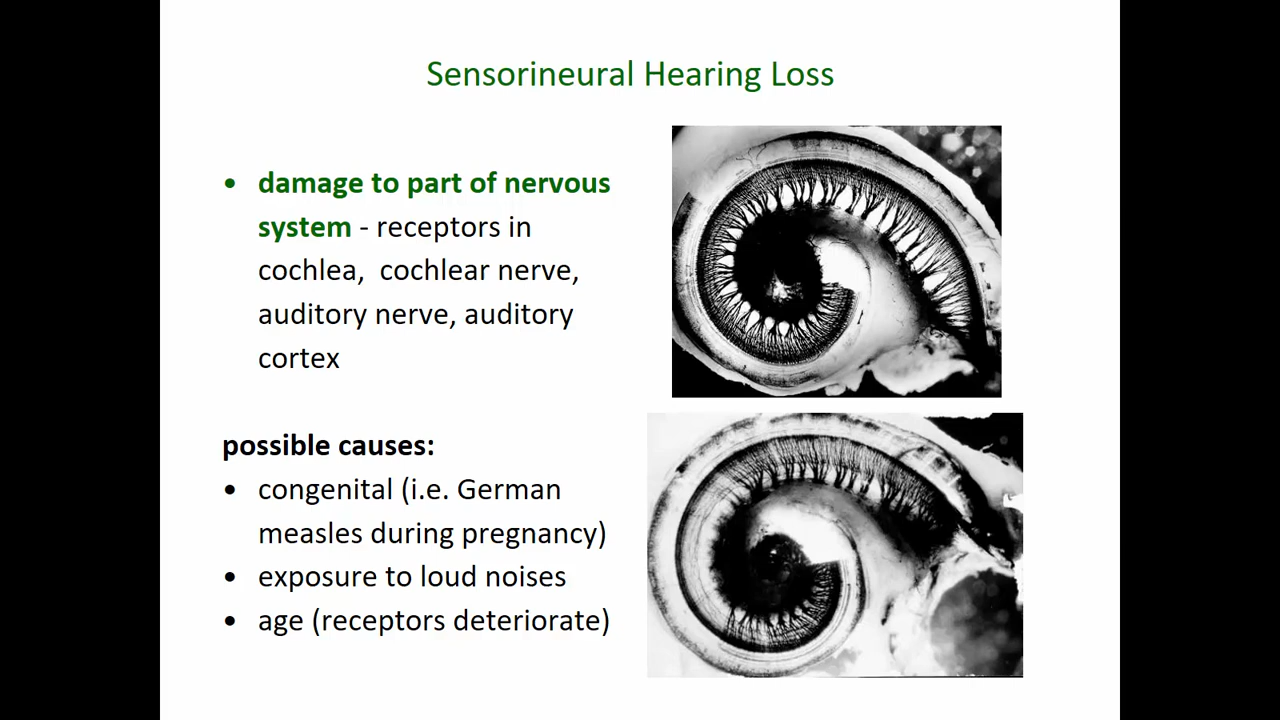 Sensorineural Hearing Loss
• damage to part of nervous
system - receptors in
cochlea, cochlear nerve,
auditory nerve, auditory
cortex
possible causes:
• congenital (i.e. German
measles during pregnancy)
• exposure to loud noises
• age (receptors deteriorate)